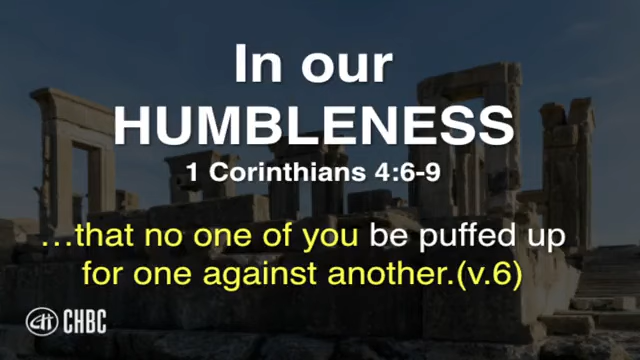 In our
HUMBLENESS
1 Corinthians 4:6-9
…that no one of you be puffed up
for one against another.(v.6)
CHBC